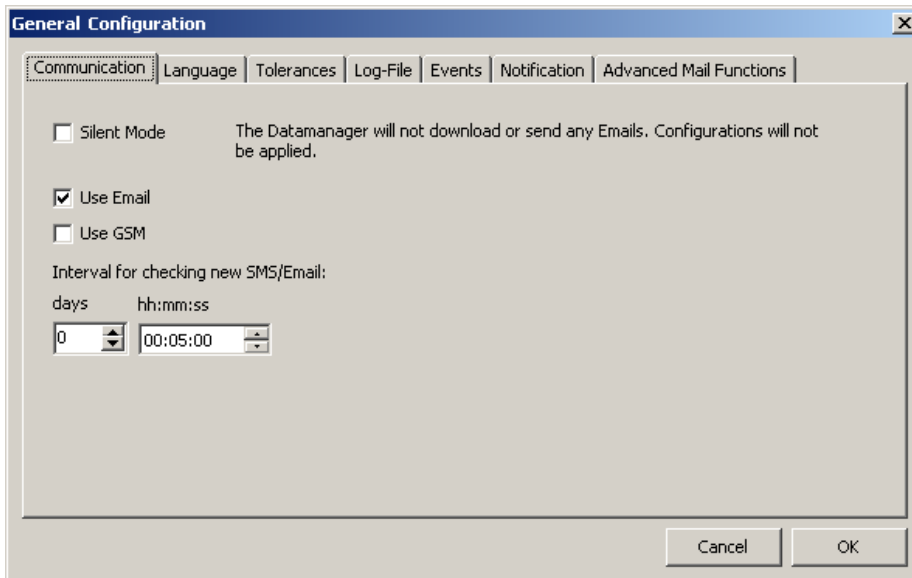 General Configuration
Communication Language Tolerances Log-File Events Notification Advanced Mail Functions
Silent Mode The Datamanager will not download or send any Emails. Configurations will not
be applied.
Use Email
Use GSM
Interval for checking new SMS/Email:
days hh:mm:ss
0 00:05:00
Cancel OK